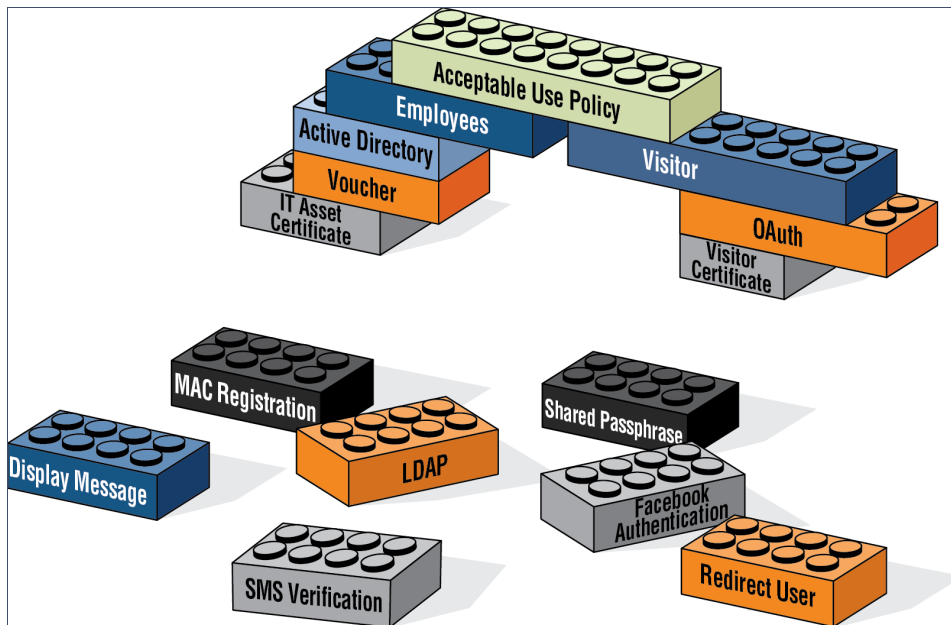 Acceptable Use Policy
Employees
Active Directory
Visitor
Voucher
IT Asset
Certificate
OAuth
Visitor
Certificate
MAC Registration
Shared Passphrase
Display Message
LDAP
Facebook
Authentication
SMS Verification
Redirect User